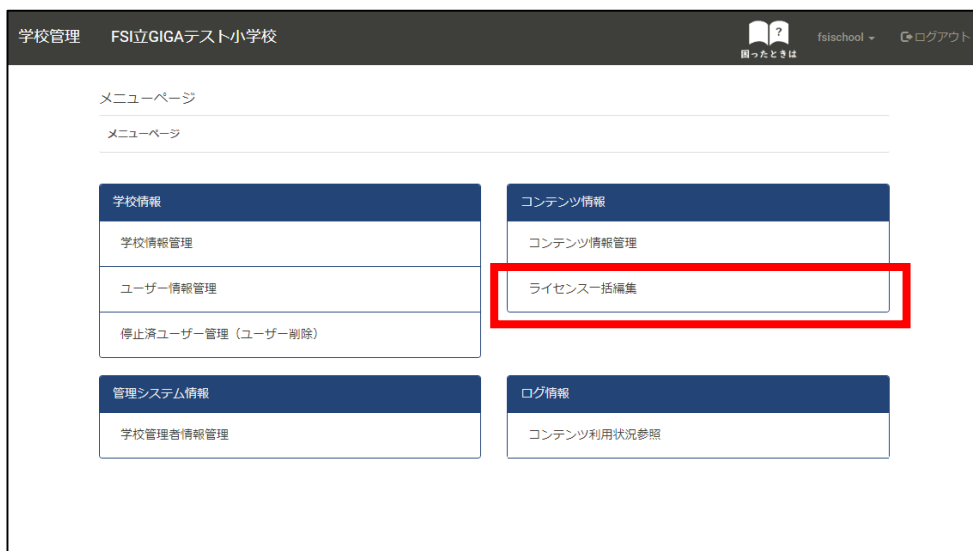 学校管理 FSI立GIGAテスト小学校
?
困ったときは
fsischool
ログアウト
メニューページ
メニューページ
学校情報
学校情報管理
ユーザー情報管理
停止済ユーザー管理（ユーザー削除）
コンテンツ情報
コンテンツ情報管理
ライセンス一括編集
管理システム情報
学校管理者情報管理
ログ情報
コンテンツ利用状況参照